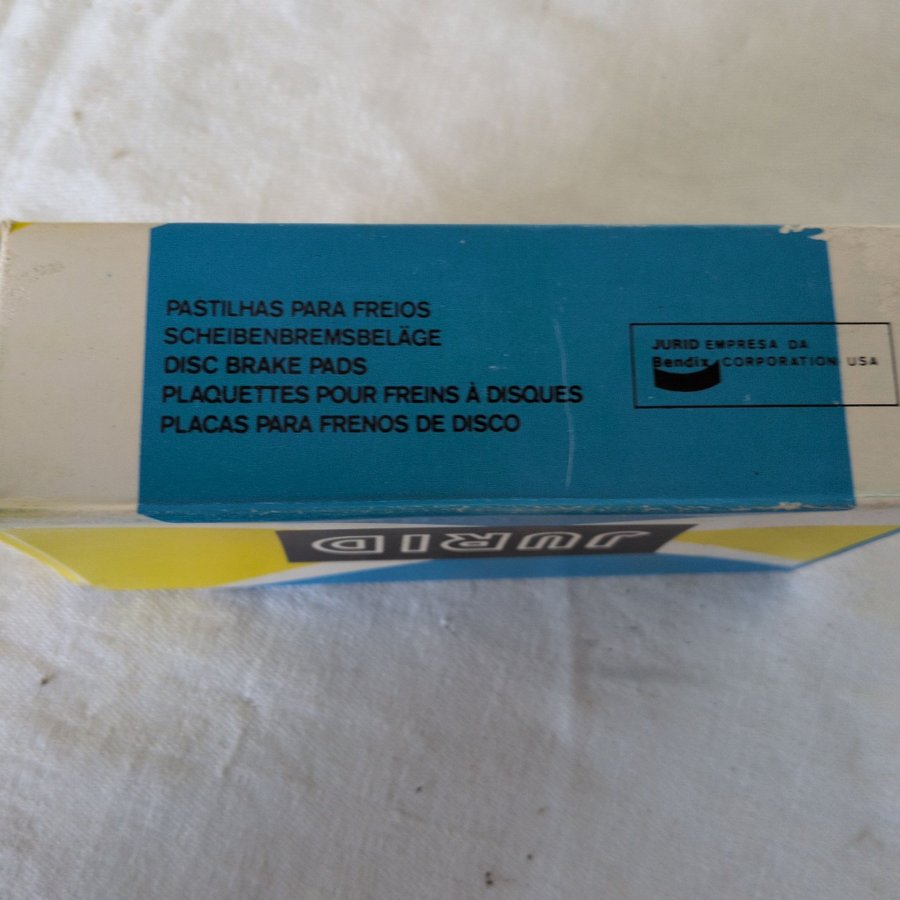 PASTILHAS PARA FREIOS
SCHEIBENBREMSBELÄGE
DISC BRAKE PADS
PLAQUETTES POUR FREINS À DISQUES
PLACAS PARA FRENOS DE DISCO
JURID EMPRESA DA
Bendix CORPORATION USA
JURID